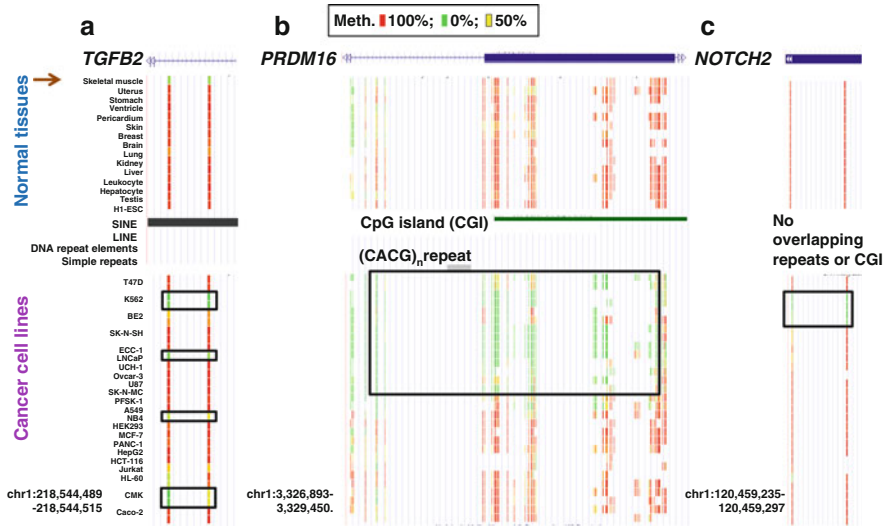 a
b
c
Meth. 100%; 0%; 50%
TGFB2
PRDM16
NOTCH2
Normal tissues
Skeletal muscle
Uterus
Stomach
Ventricle
Pericardium
Skin
Breast
Brain
Lung
Kidney
Liver
Leukocyte
Hepatocyte
Testis
H1-ESC
SINE
LINE
DNA repeat elements
Simple repeats
CpG island (CGI)
(CACG)n repeat
No
overlapping
repeats or CGI
Cancer cell lines
T47D
K562
BE2
SK-N-SH
ECC-1
LNCaP
UCH-1
Ovcar-3
U87
SK-N-MC
PFSK-1
A549
NB4
HEK293
MCF-7
PANC-1
HepG2
HCT-116
Jurkat
HL-60
CMK
Caco-2
chr1:218,544,489
-218,544,515
chr1:3,326,893-
3,329,450.
chr1:120,459,235-
120,459,297